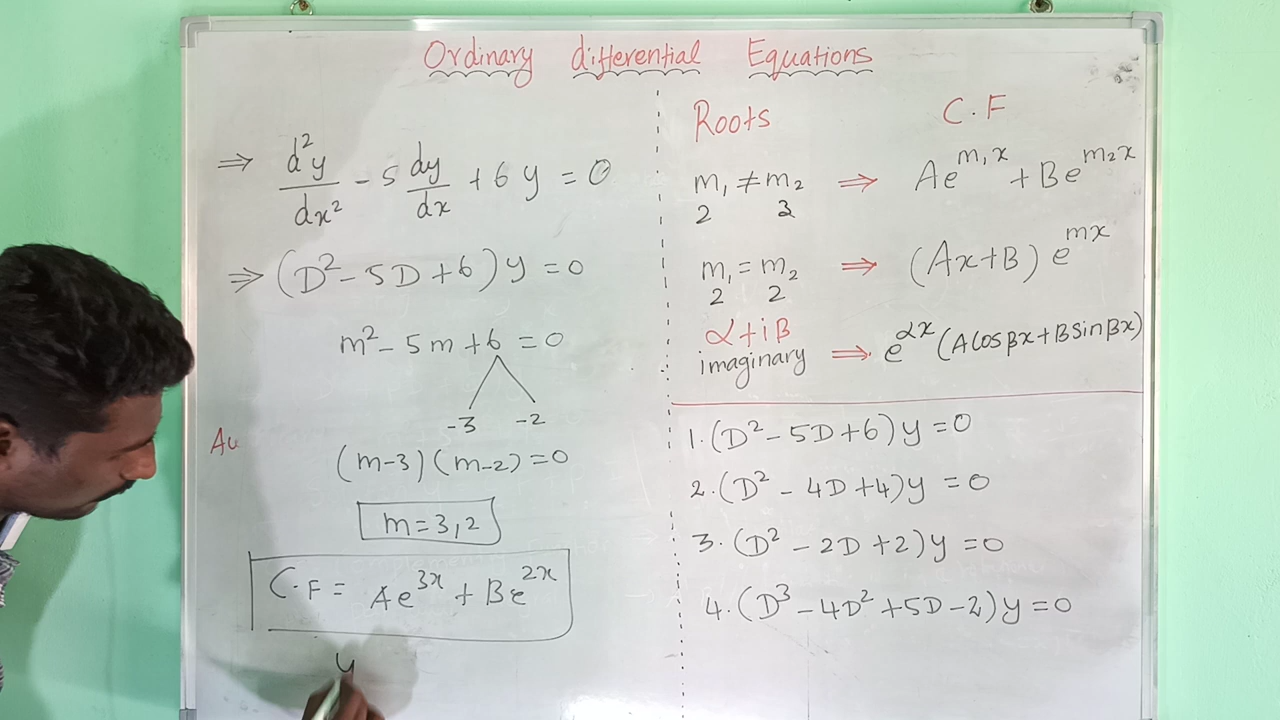 Ordinary differential Equations
⇒ d²y/dx² - 5 dy/dx + 6y = 0
⇒ (D² - 5D + 6)y = 0
m² - 5m + 6 = 0
-3 -2
Au
(m-3)(m-2) = 0
m = 3, 2
C.F = Ae^{3x} + Be^{2x}
y
Roots C.F
m₁ ≠ m₂ ⇒ Ae^{m₁x} + Be^{m₂x}
2 3
m₁ = m₂ ⇒ (Ax+B) e^{mx}
2 2
α+iβ
imaginary ⇒ e^{αx} (A cos βx + B sin βx)
1. (D² - 5D + 6)y = 0
2. (D² - 4D + 4)y = 0
3. (D² - 2D + 2)y = 0
4. (D³ - 4D² + 5D - 2)y = 0